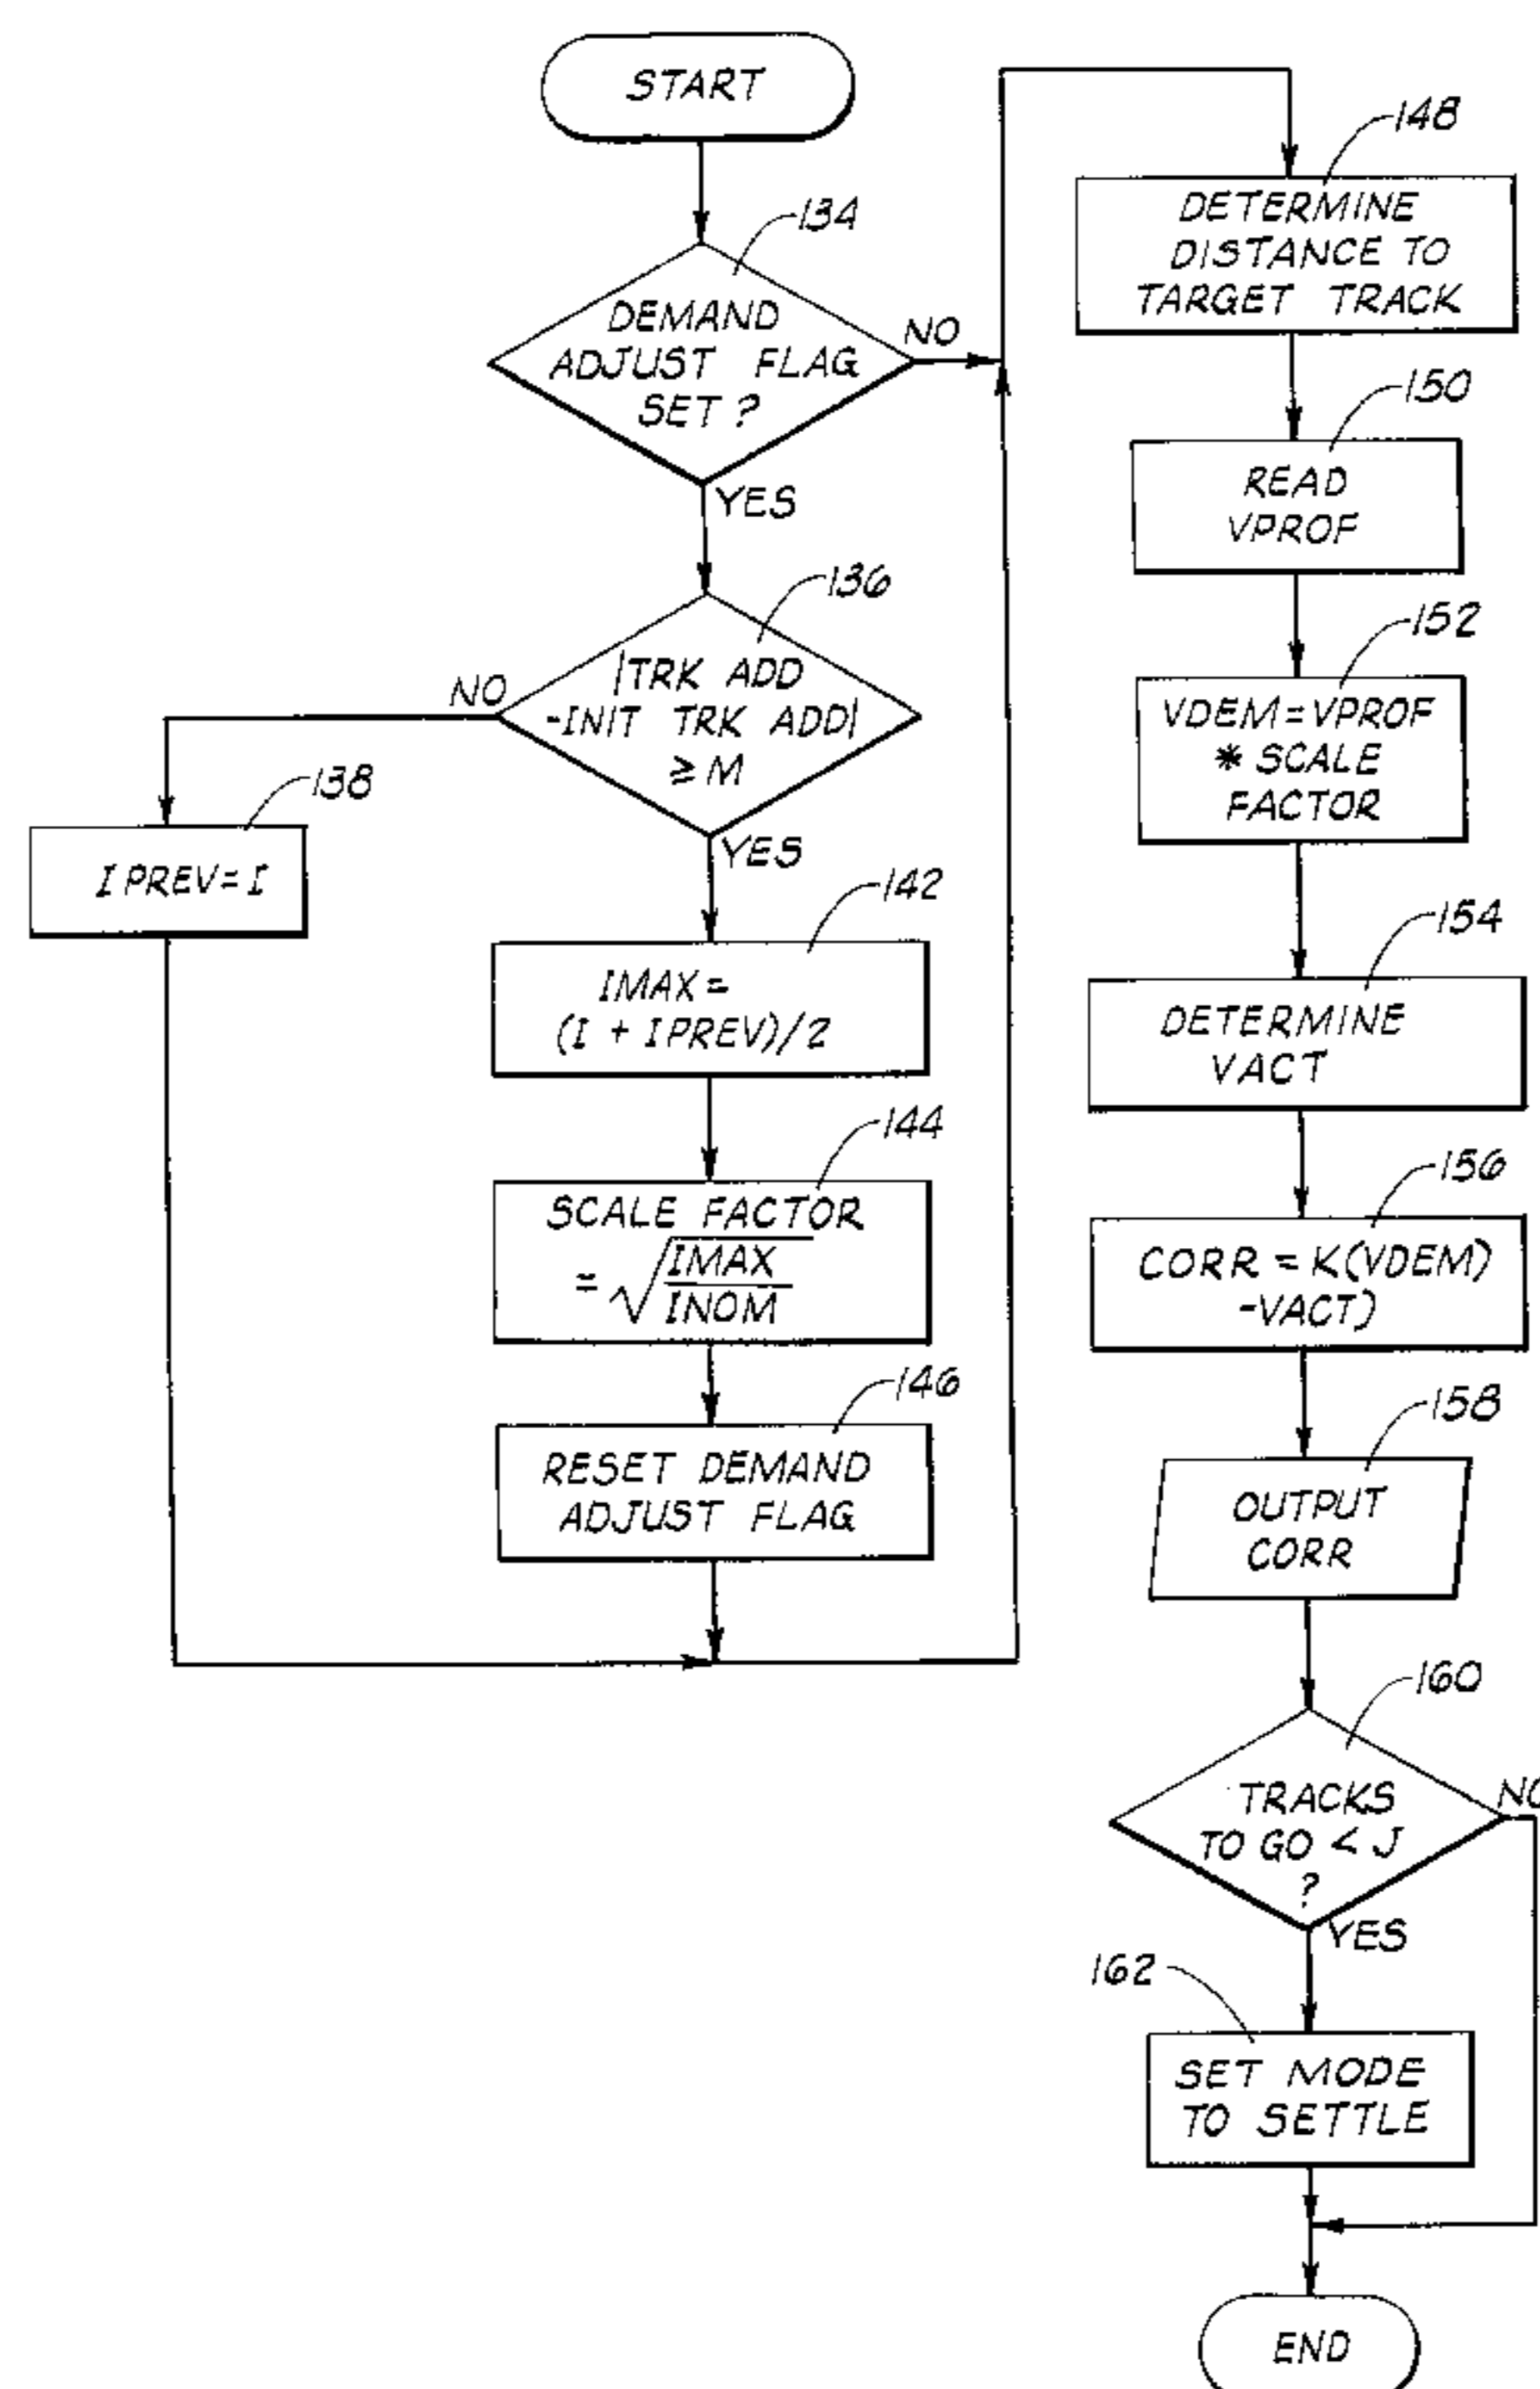 START
134
DEMAND
ADJUST FLAG
SET ?
NO
YES
136
|TRK ADD
-INIT TRK ADD|
≥ M
NO
YES
138
I PREV = I
142
IMAX =
(I + IPREV)/2
144
SCALE FACTOR
= √IMAX
INOM
146
RESET DEMAND
ADJUST FLAG
148
DETERMINE
DISTANCE TO
TARGET TRACK
150
READ
VPROF
152
VDEM = VPROF
* SCALE
FACTOR
154
DETERMINE
VACT
156
CORR = K(VDEM)
-VACT)
158
OUTPUT
CORR
160
TRACKS
TO GO < J
?
NO
YES
162
SET MODE
TO SETTLE
END